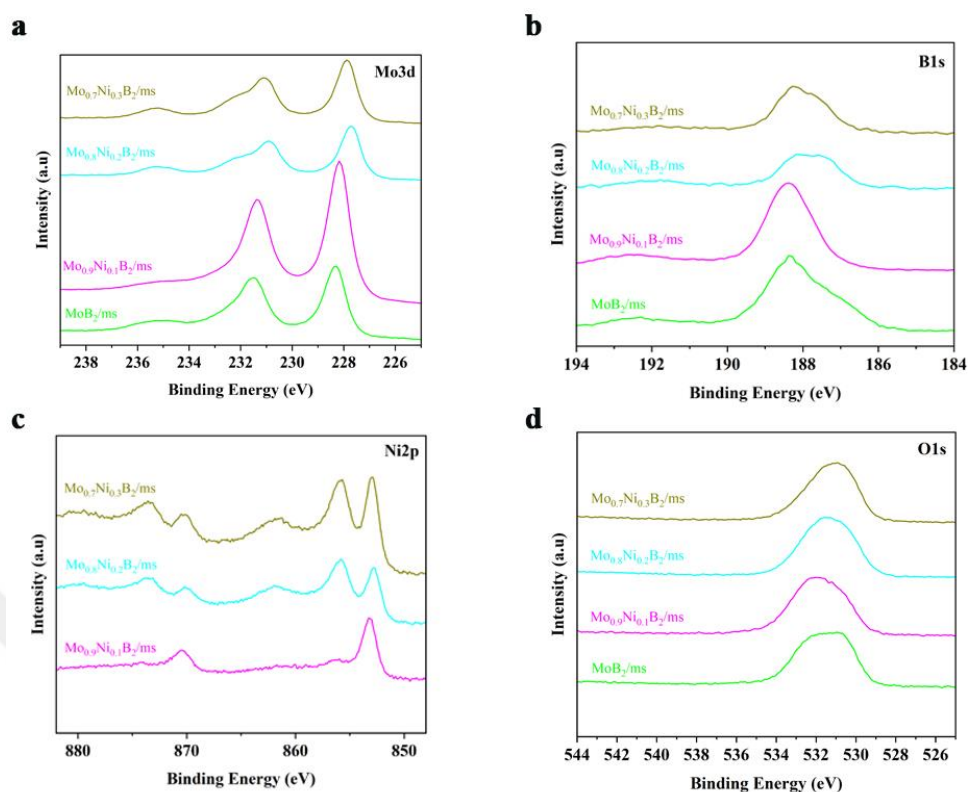 a
Mo3d
Mo₀.₇Ni₀.₃B₂/ms
Mo₀.₈Ni₀.₂B₂/ms
Mo₀.₉Ni₀.₁B₂/ms
MoB₂/ms
Intensity (a.u)
238 234 230 228 226
Binding Energy (eV)
b
B1s
Mo₀.₇Ni₀.₃B₂/ms
Mo₀.₈Ni₀.₂B₂/ms
Mo₀.₉Ni₀.₁B₂/ms
MoB₂/ms
Intensity (a.u)
194 192 190 188 186 184
Binding Energy (eV)
c
Ni2p
Mo₀.₇Ni₀.₃B₂/ms
Mo₀.₈Ni₀.₂B₂/ms
Mo₀.₉Ni₀.₁B₂/ms
Intensity (a.u)
880 870 860 850
Binding Energy (eV)
d
O1s
Mo₀.₇Ni₀.₃B₂/ms
Mo₀.₈Ni₀.₂B₂/ms
Mo₀.₉Ni₀.₁B₂/ms
MoB₂/ms
Intensity (a.u)
544 542 540 538 536 534 532 530 528 526
Binding Energy (eV)